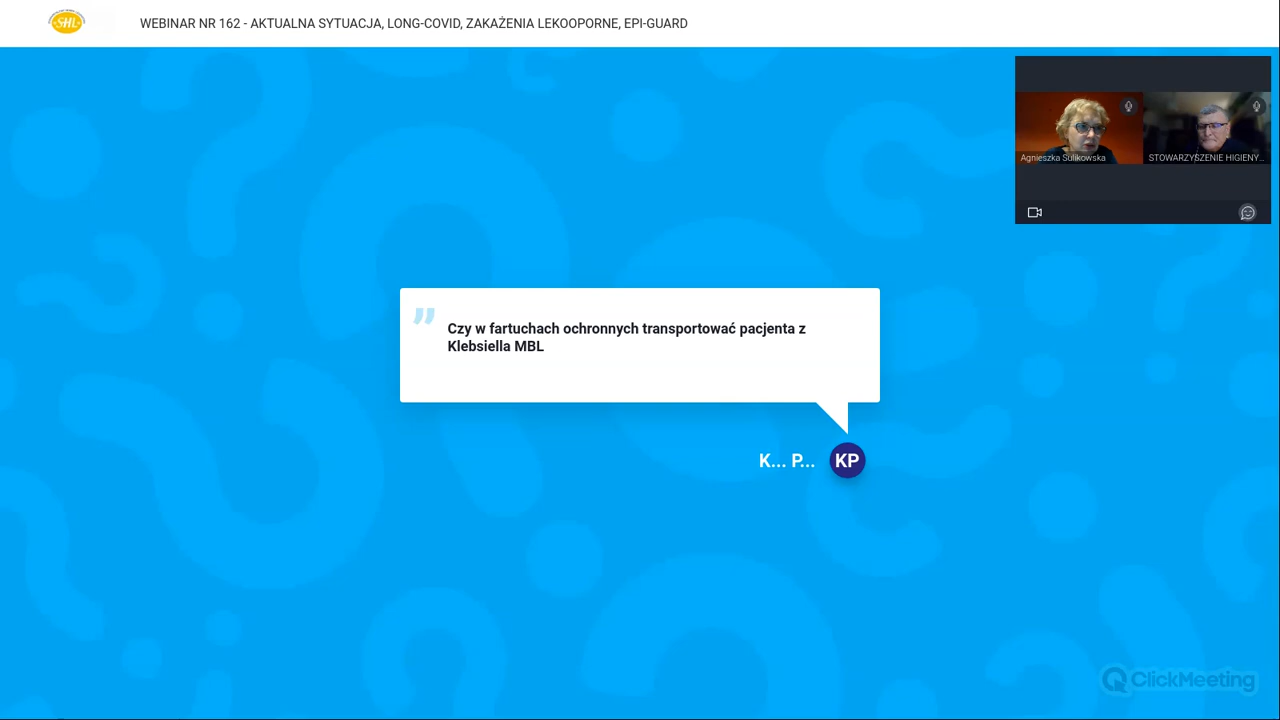 SHL
WEBINAR NR 162 - AKTUALNA SYTUACJA, LONG-COVID, ZAKAŻENIA LEKOOPORNE, EPI-GUARD
Agnieszka Sulikowska
STOWARZYSZENIE HIGIENY...
Czy w fartuchach ochronnych transportować pacjenta z
Klebsiella MBL
K... P...
KP
ClickMeeting